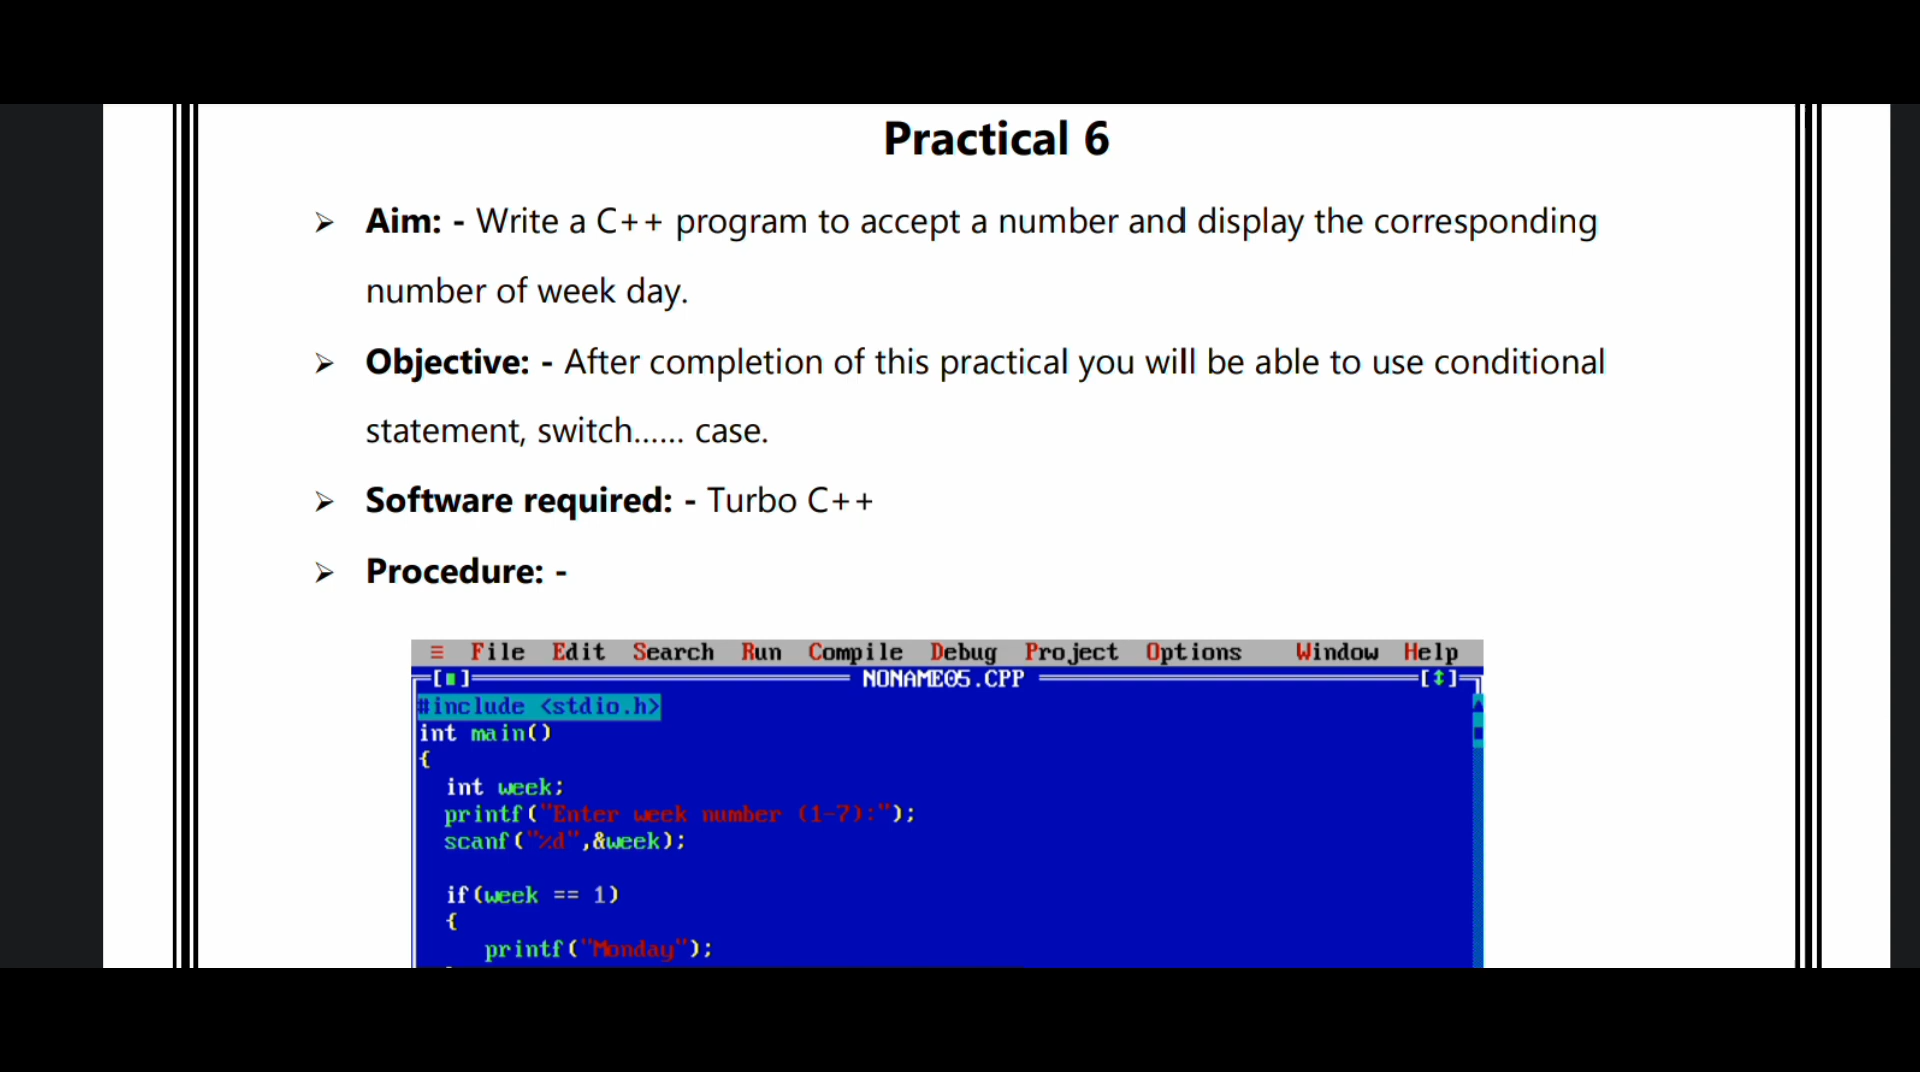 Practical 6
➢ Aim: - Write a C++ program to accept a number and display the corresponding
number of week day.
➢ Objective: - After completion of this practical you will be able to use conditional
statement, switch...... case.
➢ Software required: - Turbo C++
➢ Procedure: -
≡ File Edit Search Run Compile Debug Project Options Window Help
[■] NONAME05.CPP [↕]
#include <stdio.h>
int main()
{
int week;
printf("Enter week number (1-7):");
scanf("%d",&week);
if(week == 1)
{
printf("Monday");